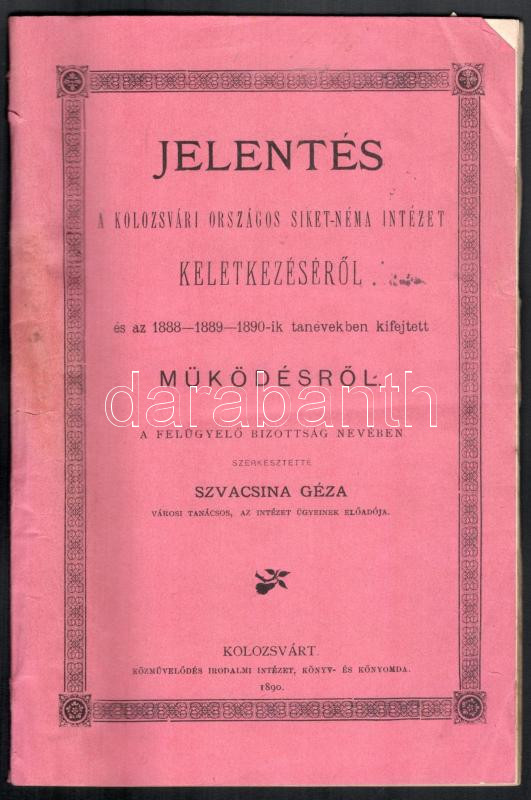 JELENTÉS
A KOLOZSVÁRI ORSZÁGOS SIKET-NÉMA INTÉZET
KELETKEZÉSÉRŐL
és az 1888—1889—1890-ik tanévekben kifejtett
MŰKÖDÉSRŐL.
darabanth
A FELÜGYELŐ BIZOTTSÁG NEVÉBEN
SZERKESZTETTE
SZVACSINA GÉZA
VÁROSI TANÁCSOS, AZ INTÉZET ÜGYEINEK ELŐADÓJA.
KOLOZSVÁRT.
KÖZMŰVELŐDÉS IRODALMI INTÉZET, KÖNYV- ÉS KŐNYOMDA.
1890.